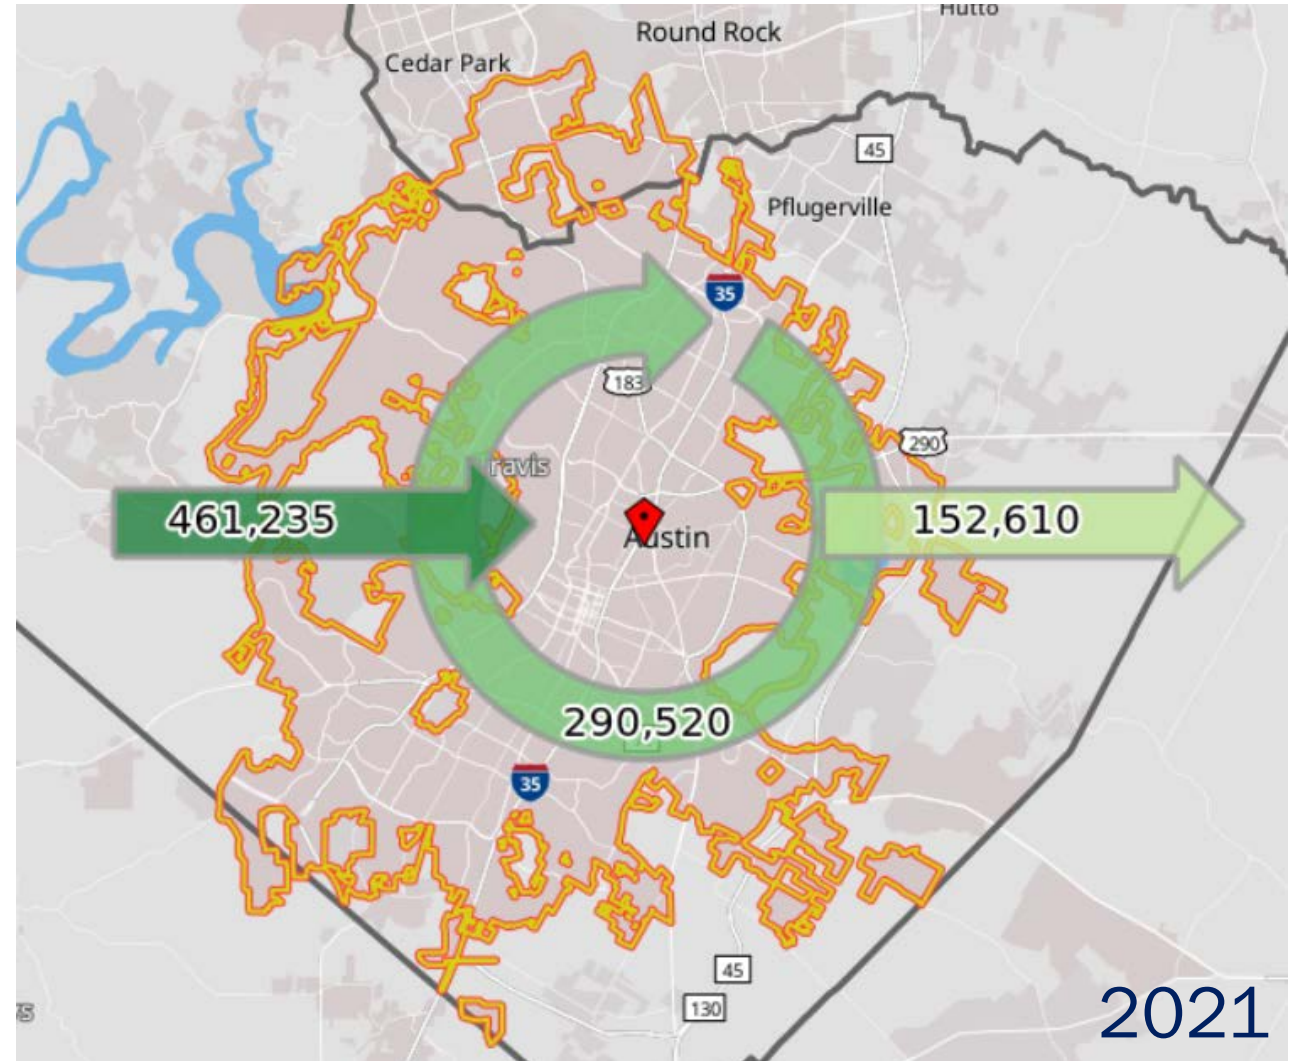 Hutto
Round Rock
Cedar Park
45
Pflugerville
35
183
290
Travis
461,235
152,610
Austin
290,520
35
45
130
2021